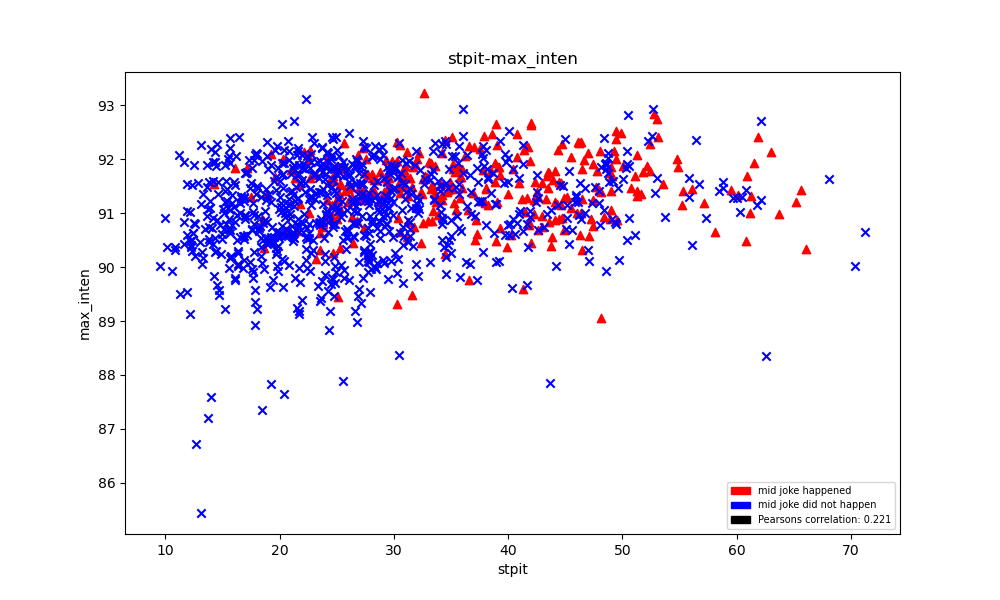 stpit-max_inten
93
92
91
90
89
88
87
86
max_inten
10 20 30 40 50 60 70
stpit
mid joke happened
mid joke did not happen
Pearsons correlation: 0.221